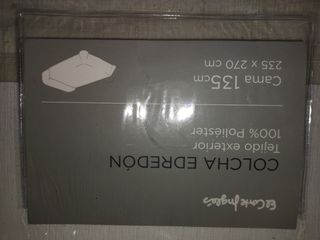 El Corte Inglés
COLCHA EDREDÓN
Tejido exterior
100% Poliéster
Cama 135cm
235 x 270 cm